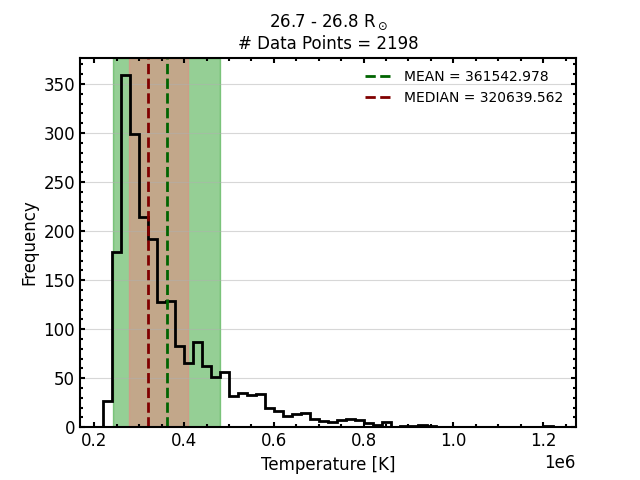 26.7 - 26.8 R⊙
# Data Points = 2198
MEAN = 361542.978
MEDIAN = 320639.562
Frequency
350
300
250
200
150
100
50
0
0.2 0.4 0.6 0.8 1.0 1.2
1e6
Temperature [K]